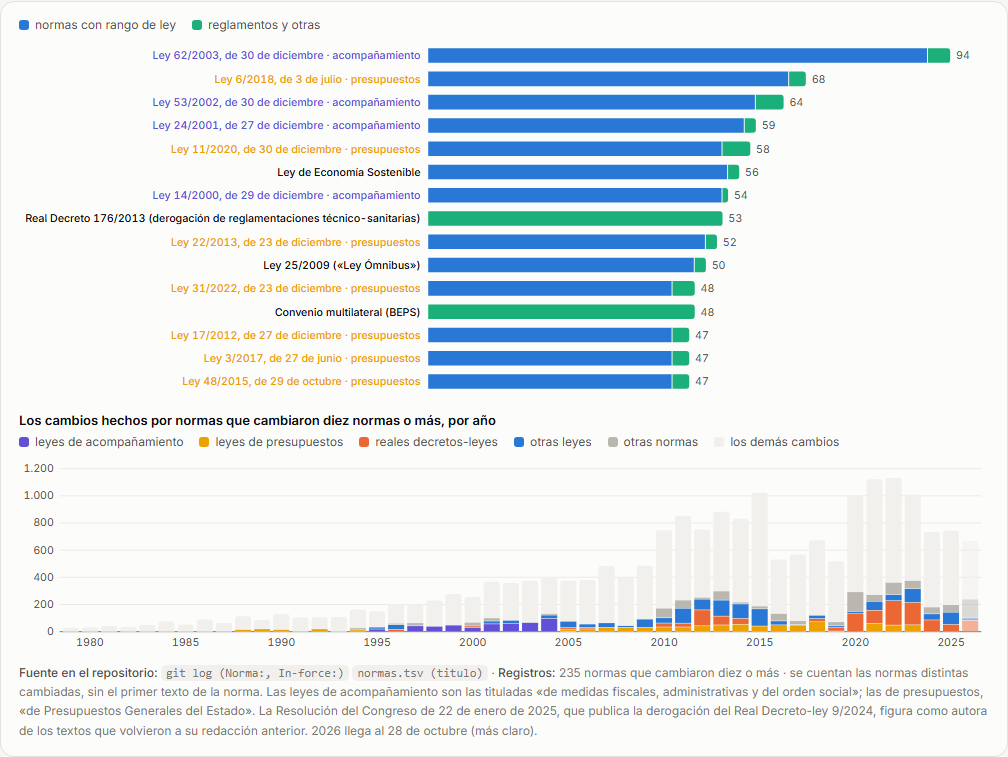 normas con rango de ley reglamentos y otras
Ley 62/2003, de 30 de diciembre · acompañamiento 94
Ley 6/2018, de 3 de julio · presupuestos 68
Ley 53/2002, de 30 de diciembre · acompañamiento 64
Ley 24/2001, de 27 de diciembre · acompañamiento 59
Ley 11/2020, de 30 de diciembre · presupuestos 58
Ley de Economía Sostenible 56
Ley 14/2000, de 29 de diciembre · acompañamiento 54
Real Decreto 176/2013 (derogación de reglamentaciones técnico-sanitarias) 53
Ley 22/2013, de 23 de diciembre · presupuestos 52
Ley 25/2009 («Ley Ómnibus») 50
Ley 31/2022, de 23 de diciembre · presupuestos 48
Convenio multilateral (BEPS) 48
Ley 17/2012, de 27 de diciembre · presupuestos 47
Ley 3/2017, de 27 de junio · presupuestos 47
Ley 48/2015, de 29 de octubre · presupuestos 47
Los cambios hechos por normas que cambiaron diez normas o más, por año
leyes de acompañamiento leyes de presupuestos reales decretos-leyes otras leyes otras normas los demás cambios
1.200
1.000
800
600
400
200
0
1980 1985 1990 1995 2000 2005 2010 2015 2020 2025
Fuente en el repositorio: git log (Norma:, In-force:) normas.tsv (titulo) · Registros: 235 normas que cambiaron diez o más · se cuentan las normas distintas
cambiadas, sin el primer texto de la norma. Las leyes de acompañamiento son las tituladas «de medidas fiscales, administrativas y del orden social»; las de presupuestos,
«de Presupuestos Generales del Estado». La Resolución del Congreso de 22 de enero de 2025, que publica la derogación del Real Decreto-ley 9/2024, figura como autora
de los textos que volvieron a su redacción anterior. 2026 llega al 28 de octubre (más claro).